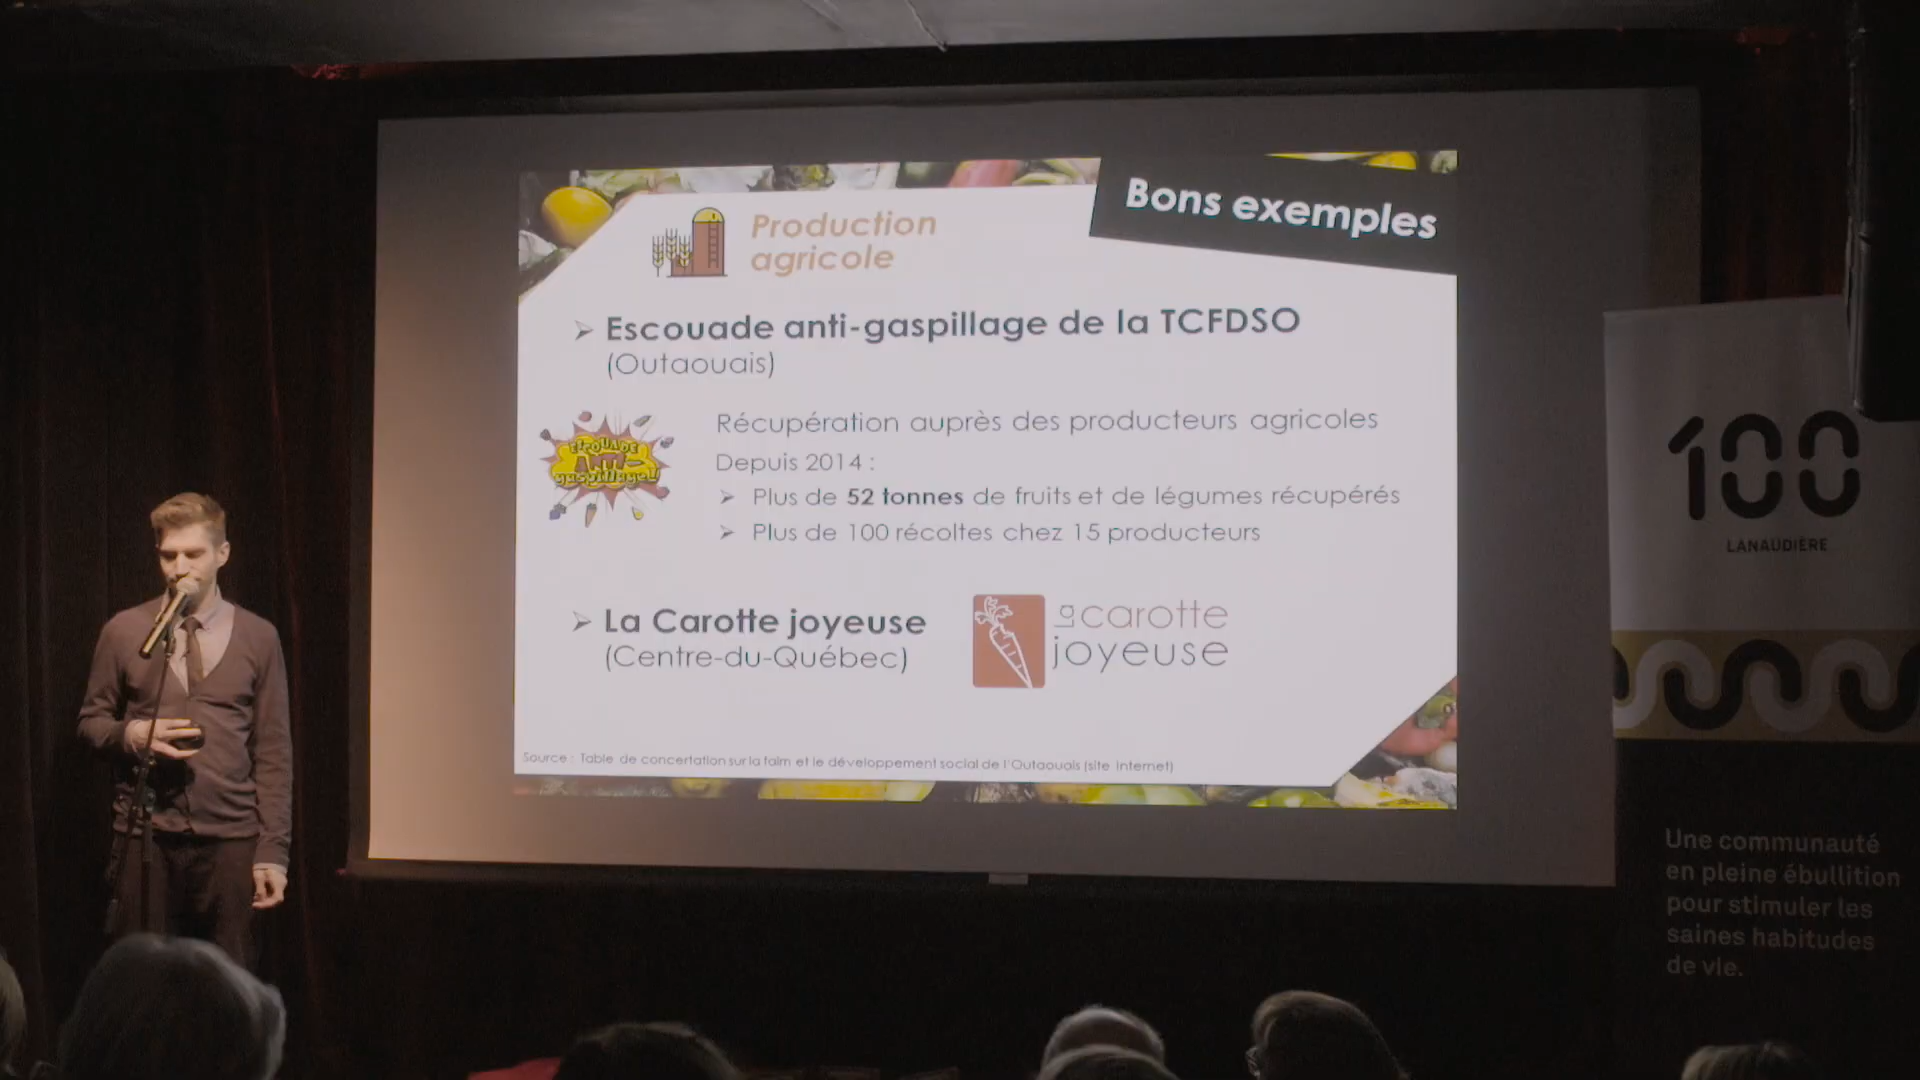 Bons exemples
Production
agricole
➢ Escouade anti-gaspillage de la TCFDSO
(Outaouais)
ESCOUADE
ANTI-
gaspillage!
Récupération auprès des producteurs agricoles
Depuis 2014 :
➢ Plus de 52 tonnes de fruits et de légumes récupérés
➢ Plus de 100 récoltes chez 15 producteurs
➢ La Carotte joyeuse
(Centre-du-Québec)
la carotte
joyeuse
Source : Table de concertation sur la faim et le développement social de l'Outaouais (site internet)
100
LANAUDIÈRE
Une communauté
en pleine ébullition
pour stimuler les
saines habitudes
de vie.